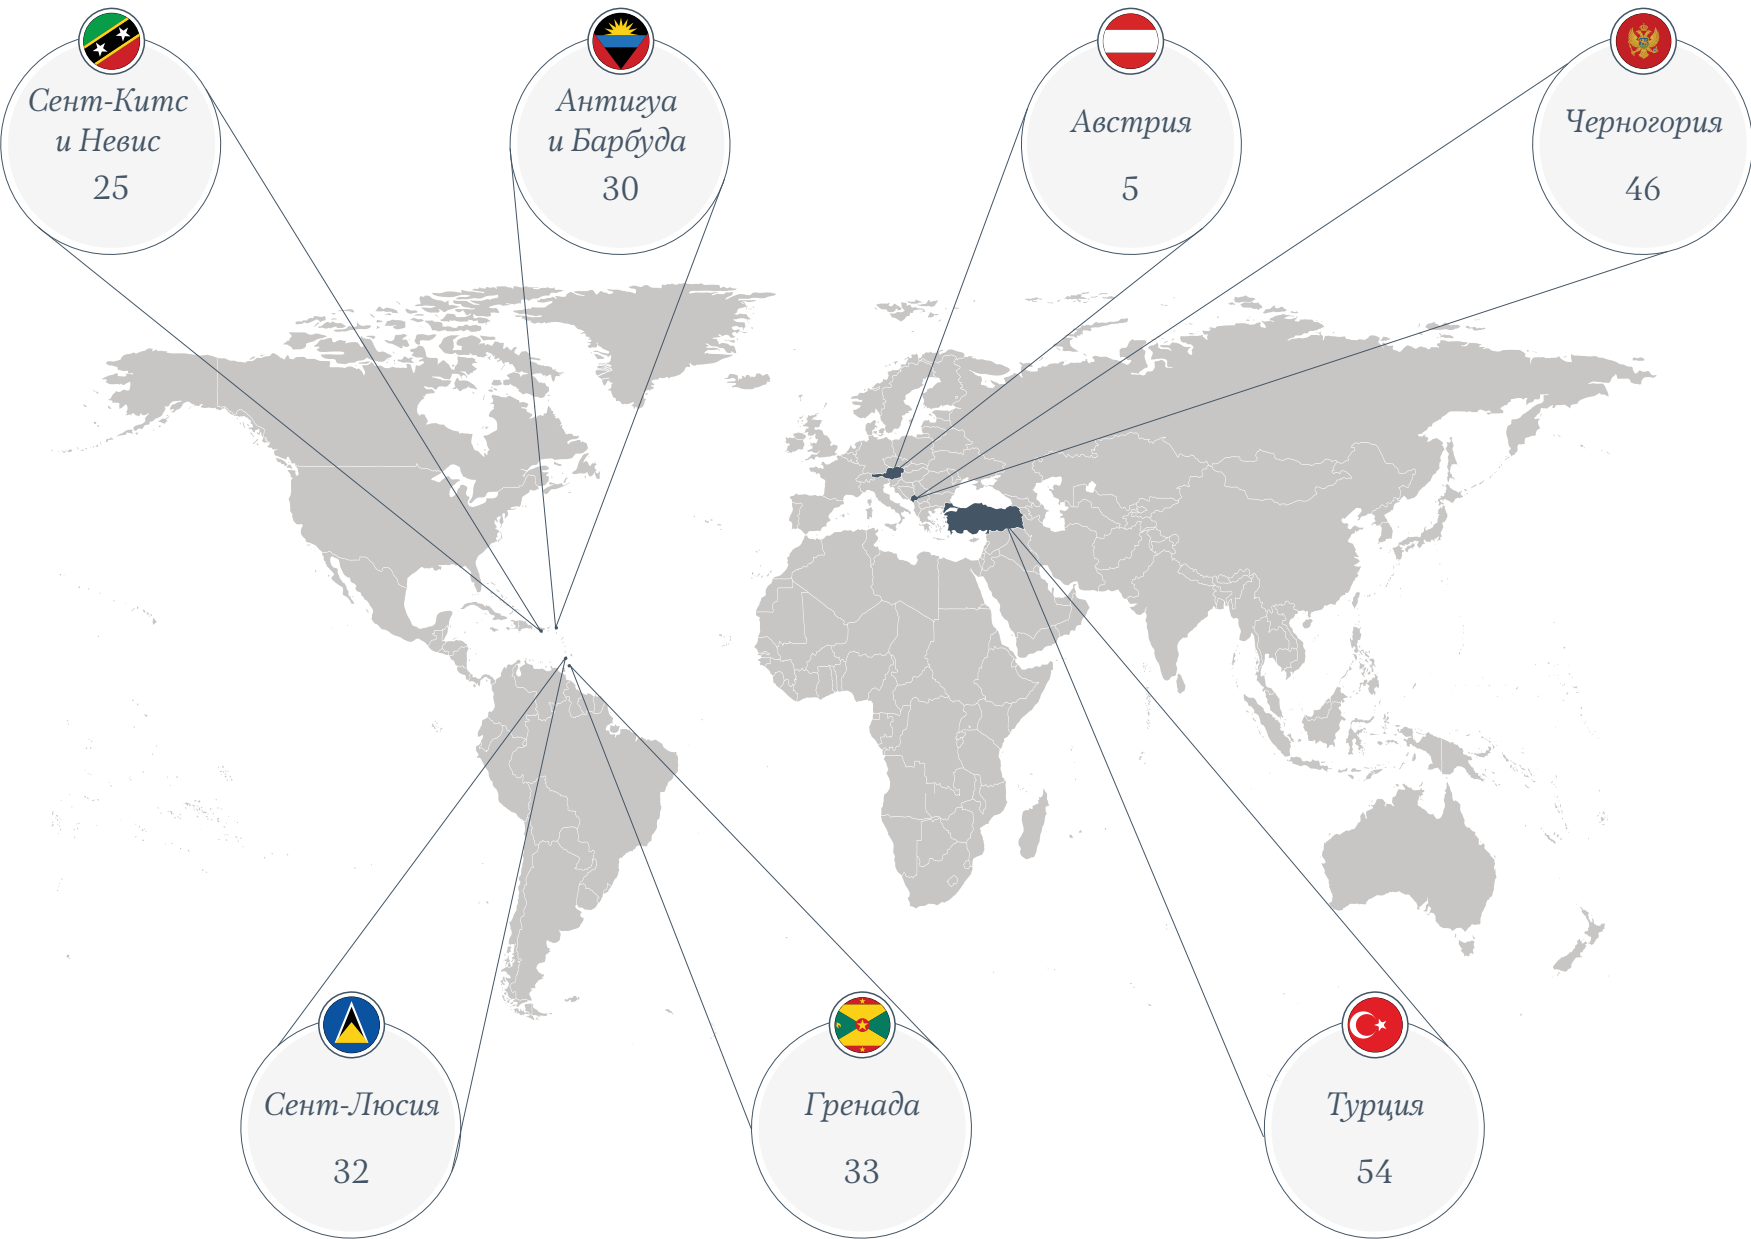 Сент-Китс
и Невис
25
Антигуа
и Барбуда
30
Австрия
5
Черногория
46
Сент-Люсия
32
Гренада
33
Турция
54